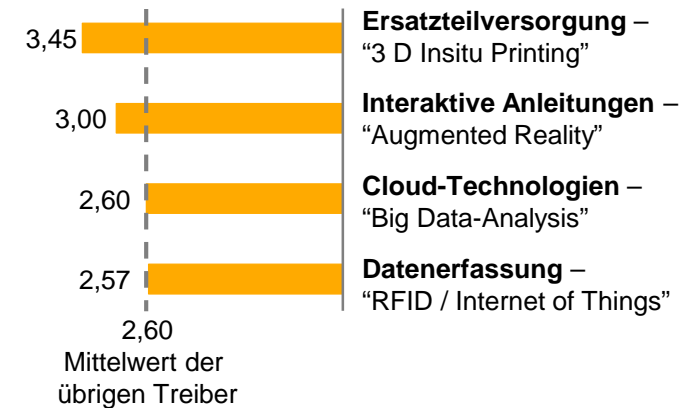 3,45
Ersatzteilversorgung –
“3 D Insitu Printing”
3,00
Interaktive Anleitungen –
“Augmented Reality”
2,60
Cloud-Technologien –
“Big Data-Analysis”
2,57
Datenerfassung –
“RFID / Internet of Things”
2,60
Mittelwert der
übrigen Treiber